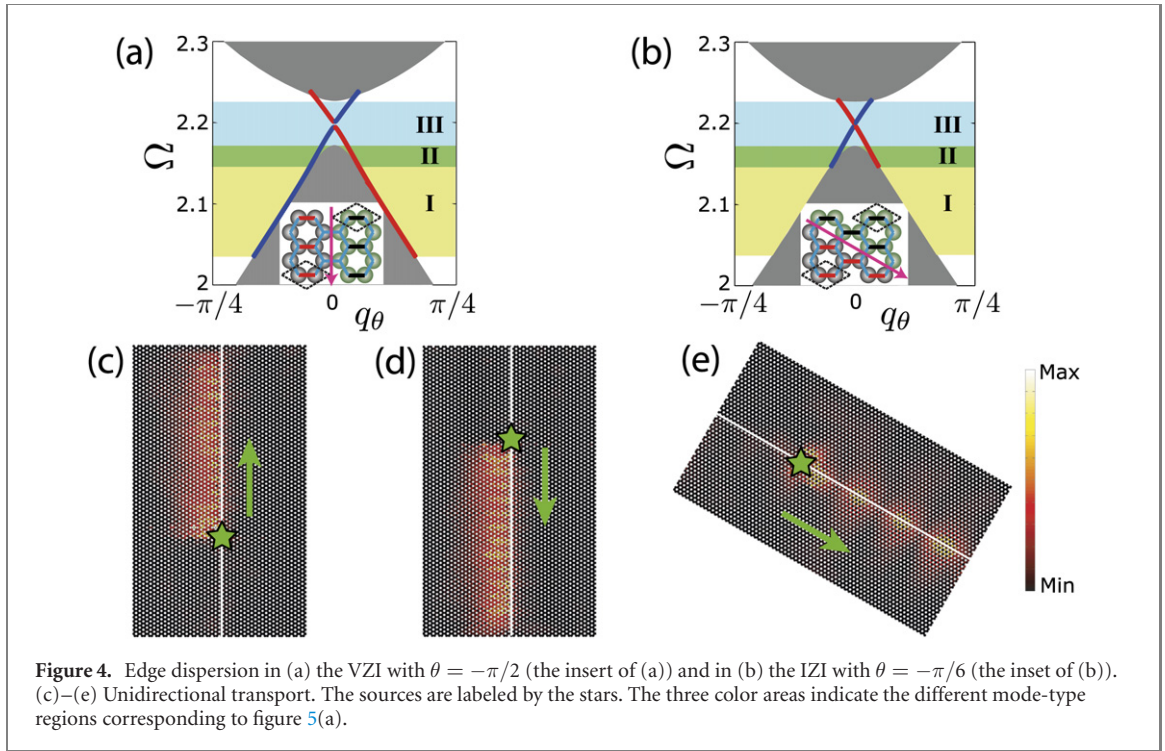 (a)
2.3
2.2
2.1
2
Ω
III
II
I
−π/4
0
π/4
qθ
(b)
2.3
2.2
2.1
2
Ω
III
II
I
−π/4
0
π/4
qθ
(c)
(d)
(e)
Max
Min
Figure 4. Edge dispersion in (a) the VZI with θ = −π/2 (the insert of (a)) and in (b) the IZI with θ = −π/6 (the inset of (b)).
(c)–(e) Unidirectional transport. The sources are labeled by the stars. The three color areas indicate the different mode-type
regions corresponding to figure 5(a).